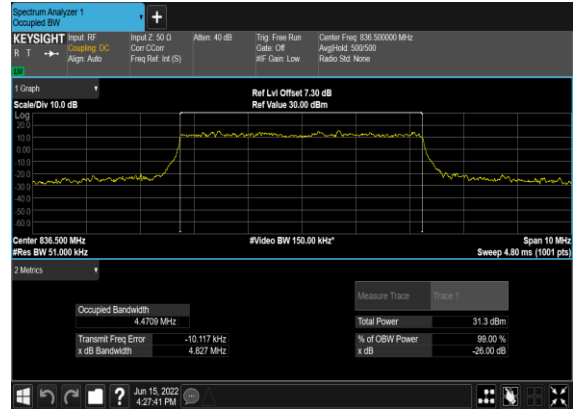 Spectrum Analyzer 1
Occupied BW
KEYSIGHT Input: RF Input Z: 50 Ω Atten: 40 dB Trig: Free Run Center Freq: 836.500000 MHz
R T Coupling: DC Corr CCorr Gate: Off Avg|Hold: 500/500
Align: Auto Freq Ref: Int (S) #IF Gain: Low Radio Std: None
1 Graph
Ref Lvl Offset 7.30 dB
Scale/Div 10.0 dB Ref Value 30.00 dBm
Log
20.0
10.0
0.00
-10.0
-20.0
-30.0
-40.0
-50.0
-60.0
Center 836.500 MHz #Video BW 150.00 kHz* Span 10 MHz
#Res BW 51.000 kHz Sweep 4.80 ms (1001 pts)
2 Metrics
Measure Trace Trace 1
Occupied Bandwidth
4.4709 MHz Total Power 31.3 dBm
Transmit Freq Error -10.117 kHz % of OBW Power 99.00 %
x dB Bandwidth 4.827 MHz x dB -26.00 dB
Jun 15, 2022
4:27:41 PM